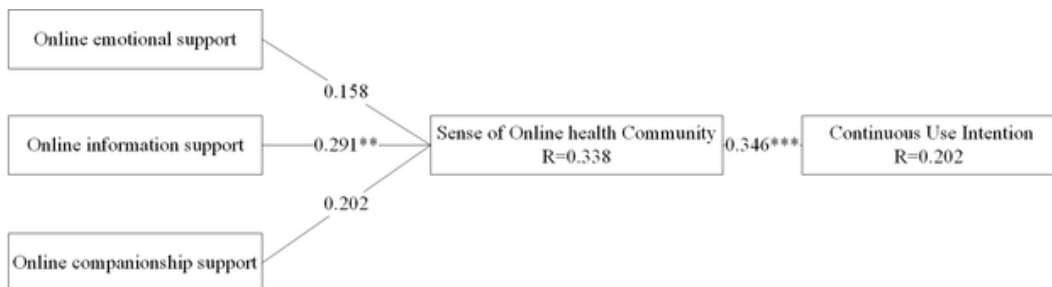 Online emotional support
0.158
Online information support
0.291**
Sense of Online health Community
R=0.338
0.346***
Continuous Use Intention
R=0.202
0.202
Online companionship support